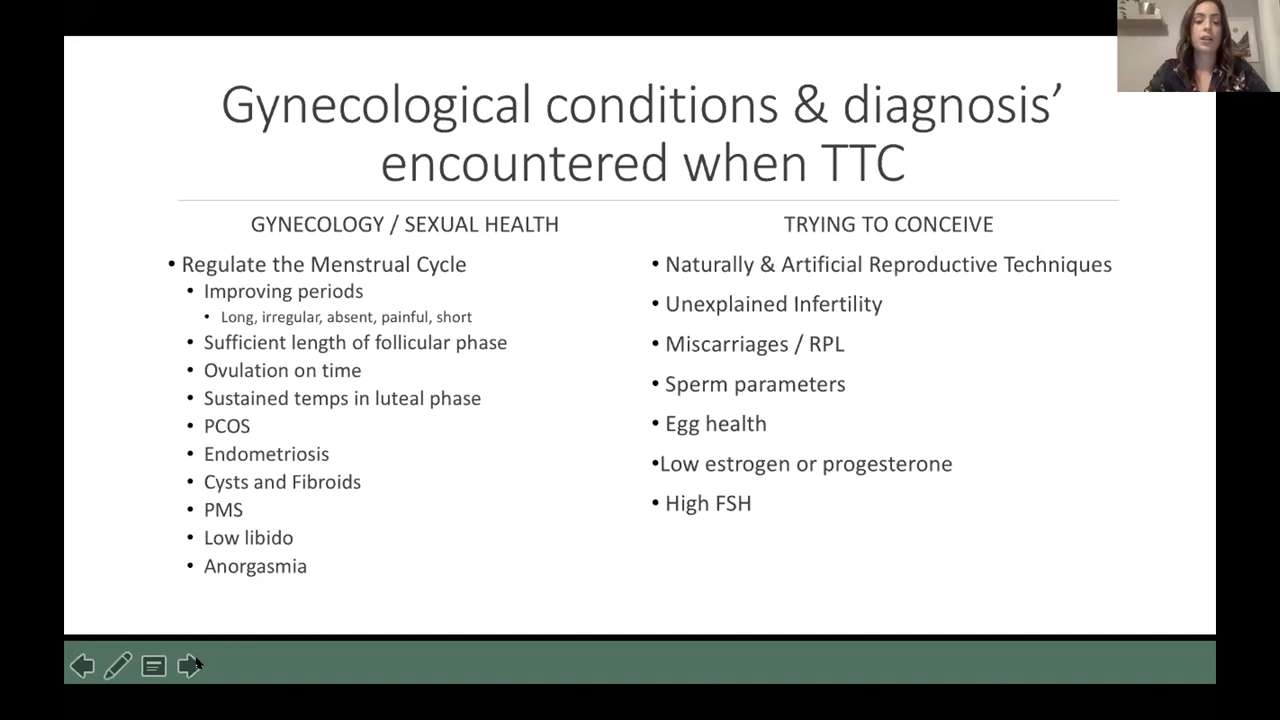 Gynecological conditions & diagnosis’
encountered when TTC
GYNECOLOGY / SEXUAL HEALTH
• Regulate the Menstrual Cycle
• Improving periods
• Long, irregular, absent, painful, short
• Sufficient length of follicular phase
• Ovulation on time
• Sustained temps in luteal phase
• PCOS
• Endometriosis
• Cysts and Fibroids
• PMS
• Low libido
• Anorgasmia
TRYING TO CONCEIVE
• Naturally & Artificial Reproductive Techniques
• Unexplained Infertility
• Miscarriages / RPL
• Sperm parameters
• Egg health
•Low estrogen or progesterone
• High FSH